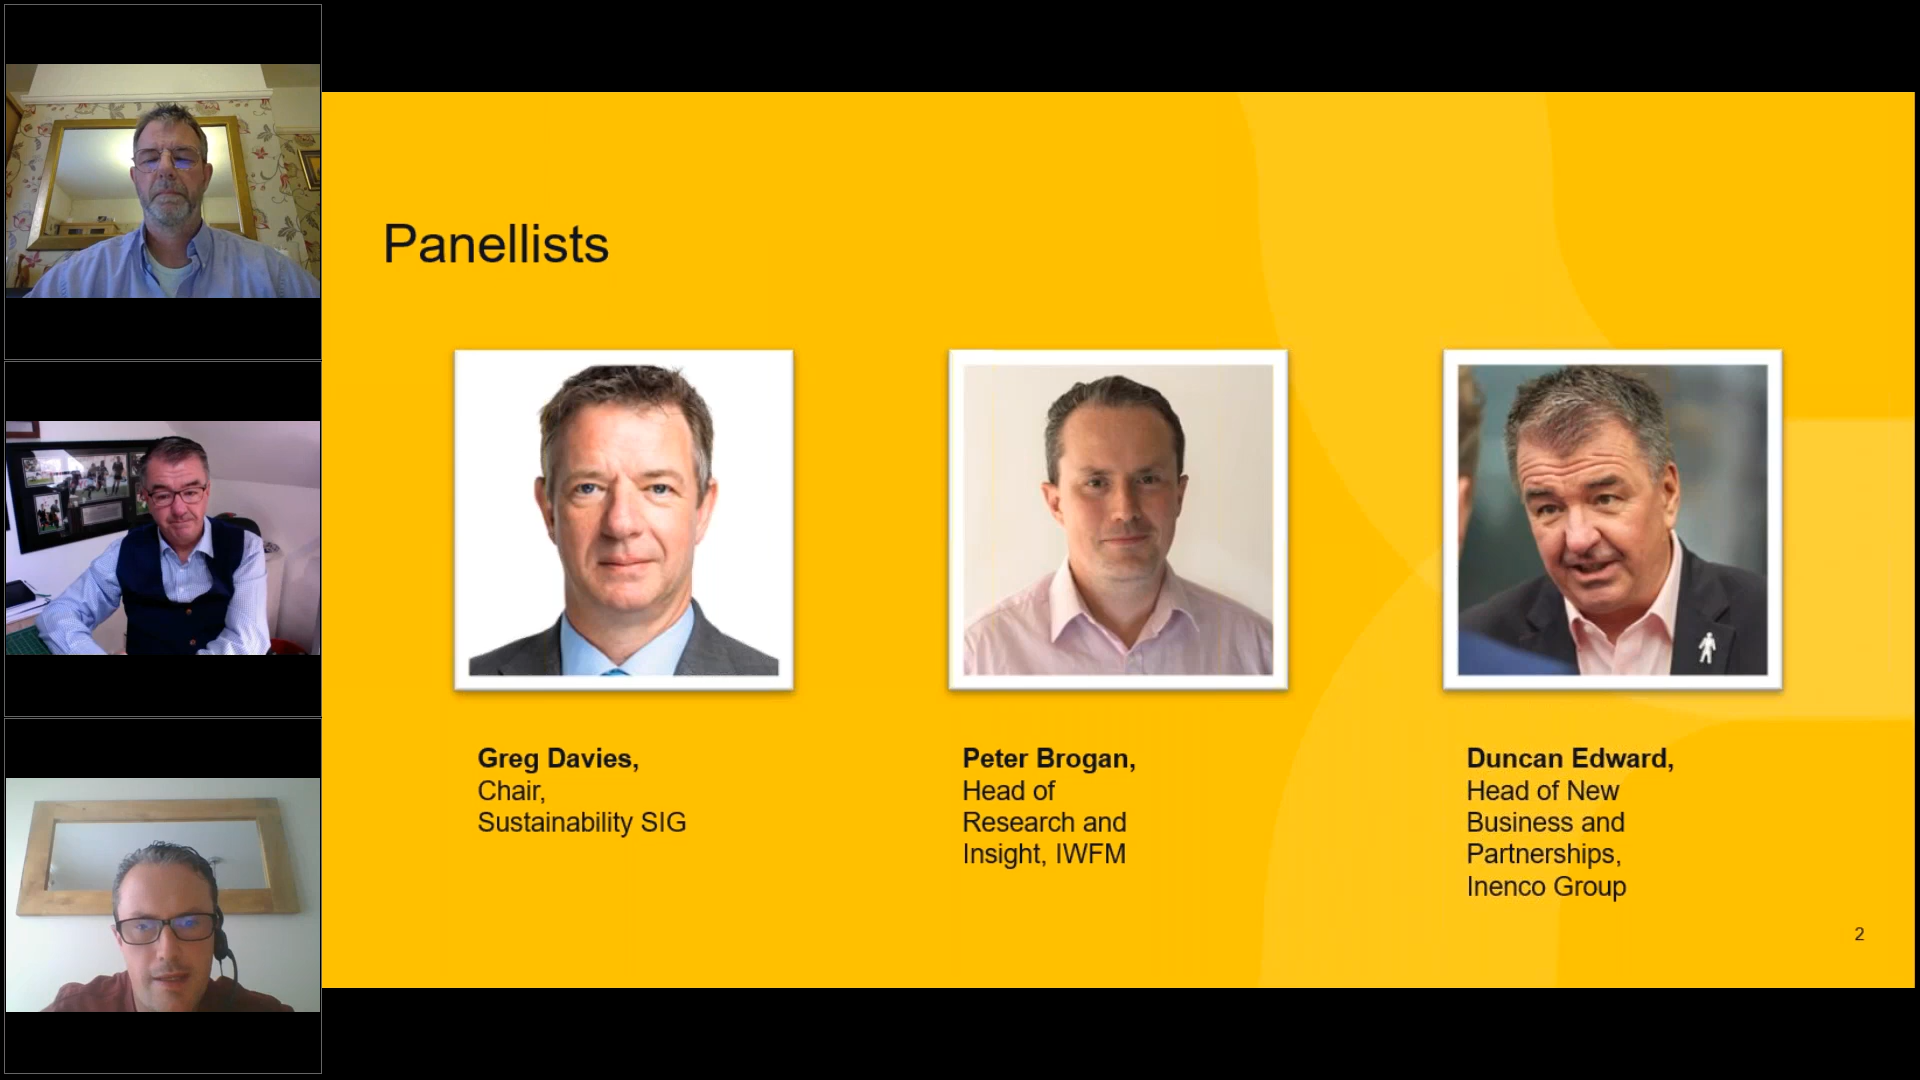 Panellists
Greg Davies,
Chair,
Sustainability SIG
Peter Brogan,
Head of
Research and
Insight, IWFM
Duncan Edward,
Head of New
Business and
Partnerships,
Inenco Group
2